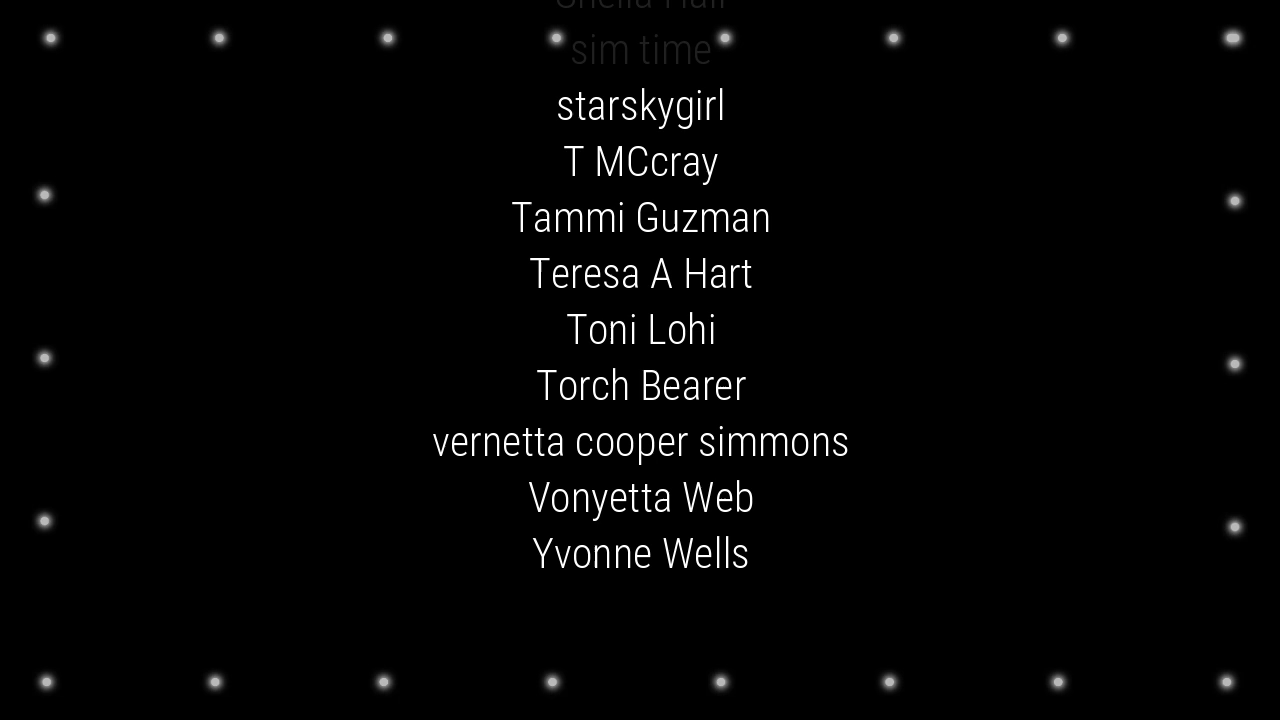 sim time
starskygirl
T MCcray
Tammi Guzman
Teresa A Hart
Toni Lohi
Torch Bearer
vernetta cooper simmons
Vonyetta Web
Yvonne Wells